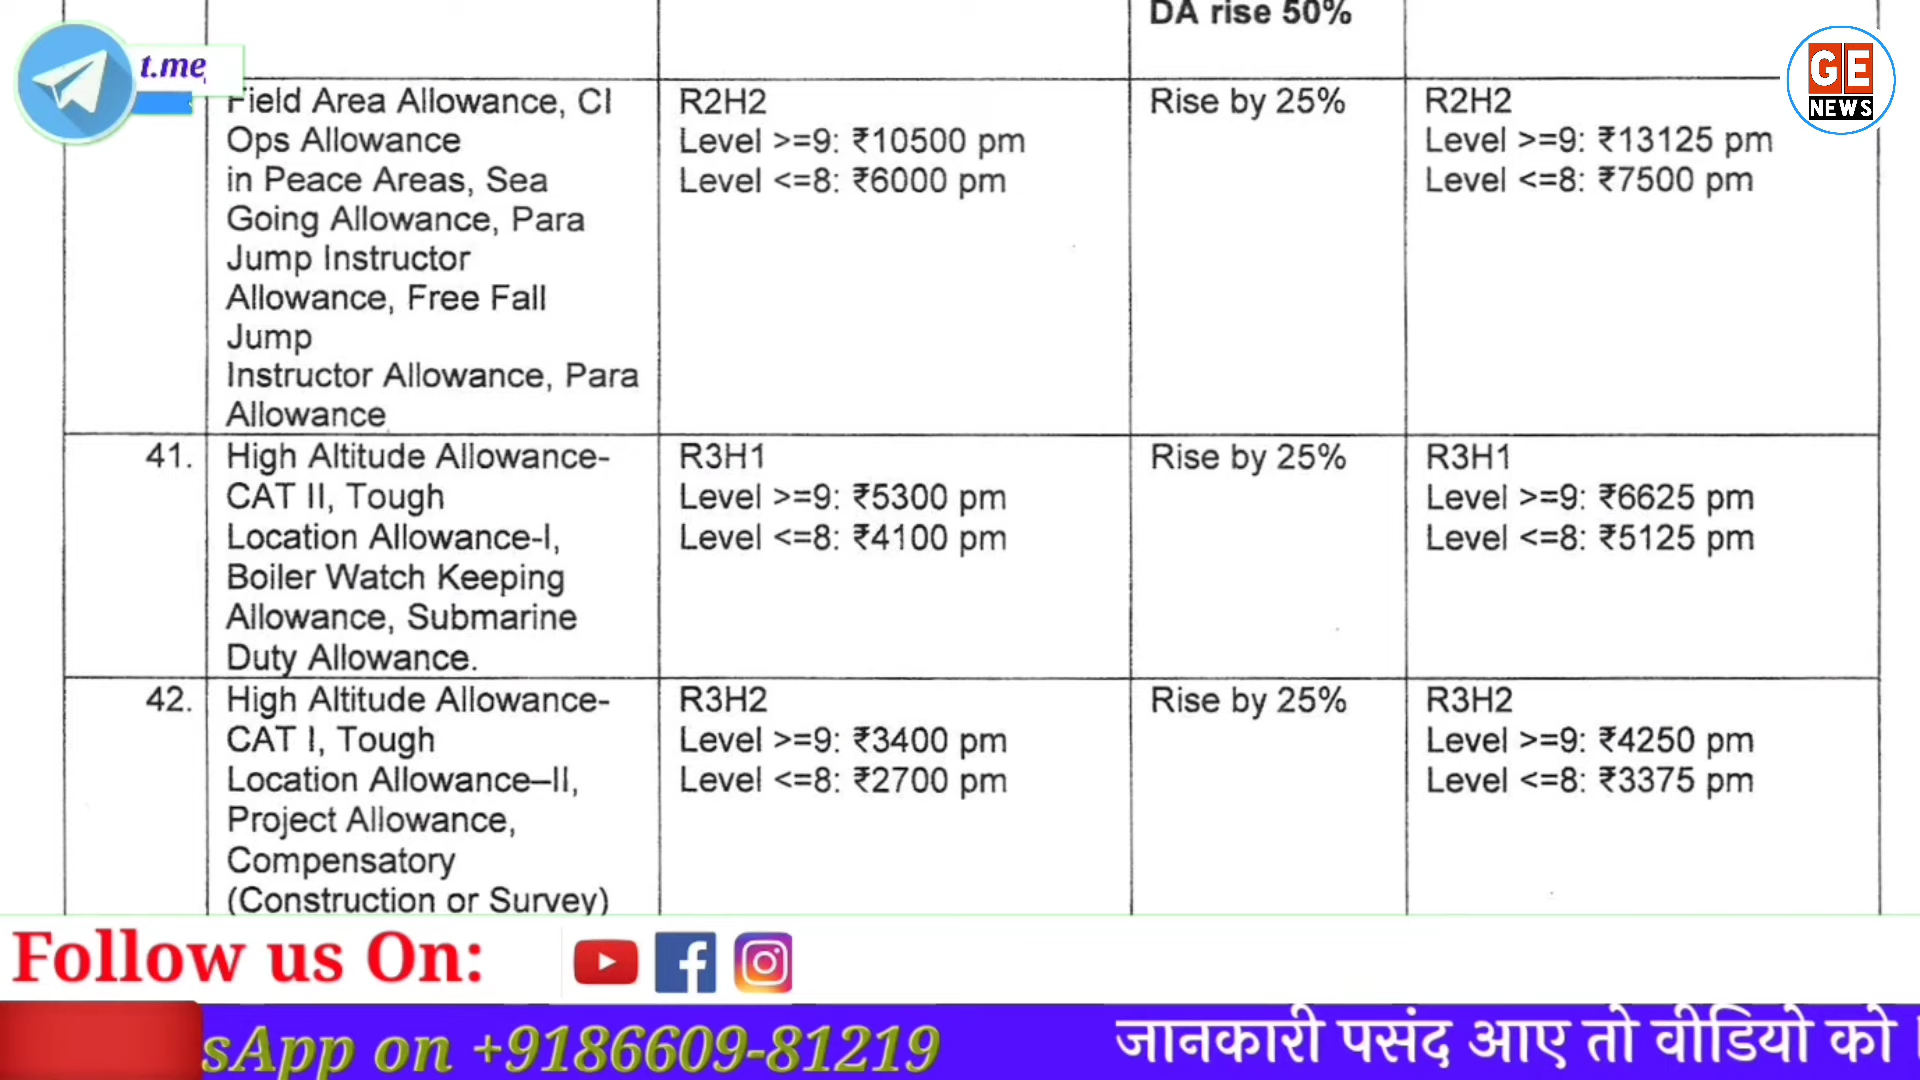 DA rise 50%
t.me
GE
NEWS
Field Area Allowance, CI
Ops Allowance
in Peace Areas, Sea
Going Allowance, Para
Jump Instructor
Allowance, Free Fall
Jump
Instructor Allowance, Para
Allowance
R2H2
Level >=9: ₹10500 pm
Level <=8: ₹6000 pm
Rise by 25%
R2H2
Level >=9: ₹13125 pm
Level <=8: ₹7500 pm
41.
High Altitude Allowance-
CAT II, Tough
Location Allowance-I,
Boiler Watch Keeping
Allowance, Submarine
Duty Allowance.
R3H1
Level >=9: ₹5300 pm
Level <=8: ₹4100 pm
Rise by 25%
R3H1
Level >=9: ₹6625 pm
Level <=8: ₹5125 pm
42.
High Altitude Allowance-
CAT I, Tough
Location Allowance–II,
Project Allowance,
Compensatory
(Construction or Survey)
R3H2
Level >=9: ₹3400 pm
Level <=8: ₹2700 pm
Rise by 25%
R3H2
Level >=9: ₹4250 pm
Level <=8: ₹3375 pm
Follow us On:
sApp on +9186609-81219
जानकारी पसंद आए तो वीडियो को